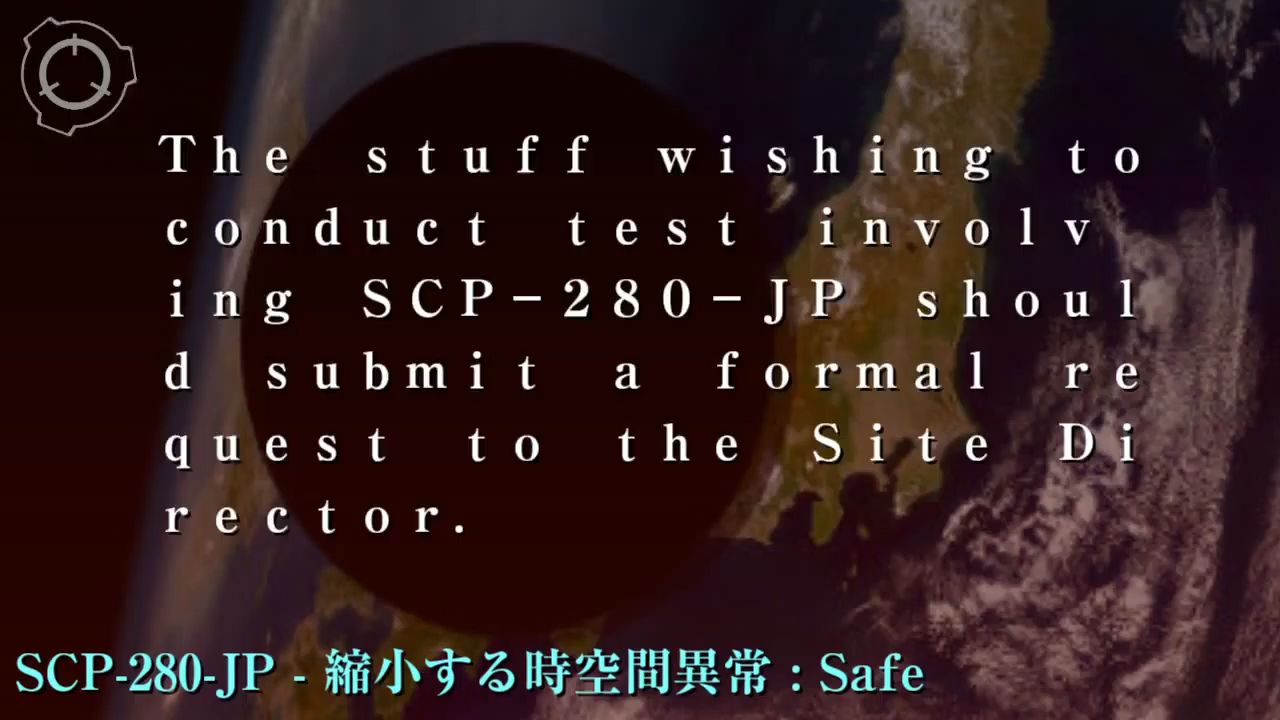 The stuff wishing to
conduct test involv
ing SCP-280-JP shoul
d submit a formal re
quest to the Site Di
rector.
SCP-280-JP - 縮小する時空間異常 : Safe